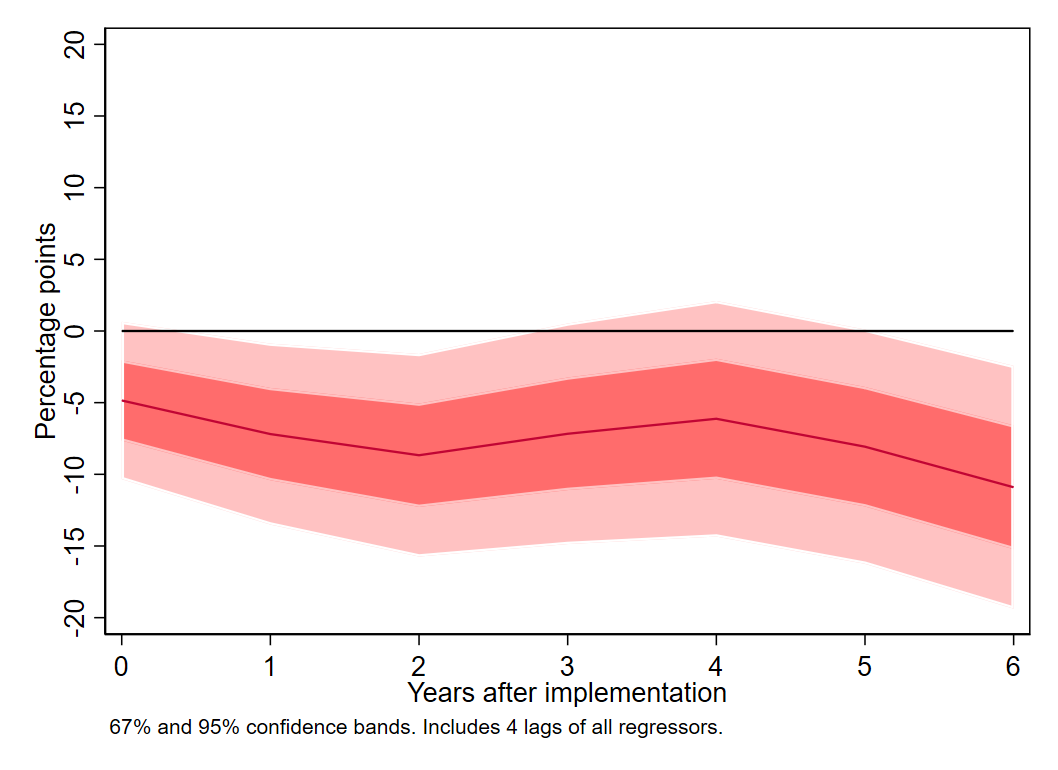 20
15
10
5
0
-5
-10
-15
-20
Percentage points
0 1 2 3 4 5 6
Years after implementation
67% and 95% confidence bands. Includes 4 lags of all regressors.